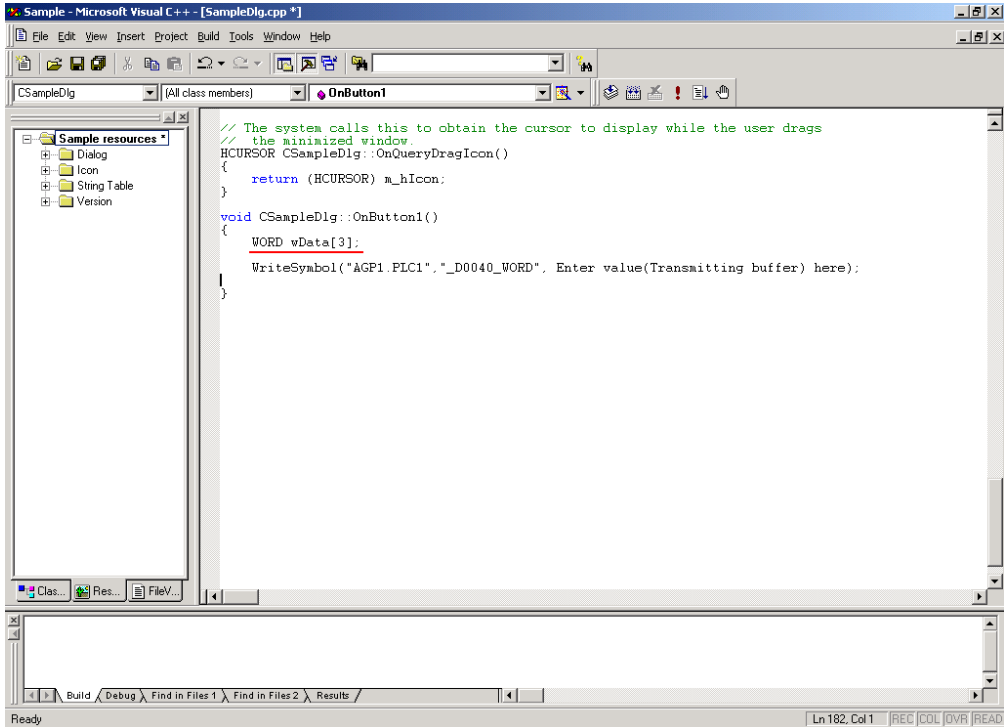 Sample - Microsoft Visual C++ - [SampleDlg.cpp *]
File Edit View Insert Project Build Tools Window Help
CSampleDlg (All class members) OnButton1
Sample resources *
Dialog
Icon
String Table
Version
// The system calls this to obtain the cursor to display while the user drags
//  the minimized window.
HCURSOR CSampleDlg::OnQueryDragIcon()
{
    return (HCURSOR) m_hIcon;
}
void CSampleDlg::OnButton1()
{
    WORD wData[3];
    WriteSymbol("AGP1.PLC1","_D0040_WORD", Enter value(Transmitting buffer) here);
}
Clas... Res... FileV...
Build Debug Find in Files 1 Find in Files 2 Results
Ready Ln 182, Col 1 REC COL OVR READ